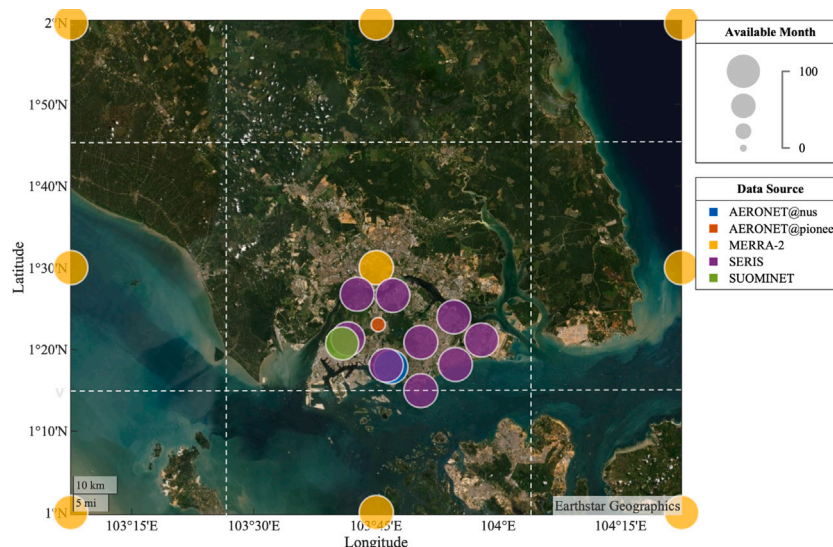 2°N
1°50'N
1°40'N
1°30'N
1°20'N
1°10'N
1°N
Latitude
10 km
5 mi
Earthstar Geographics
103°15'E
103°30'E
103°45'E
104°E
104°15'E
Longitude
Available Month
100
0
Data Source
AERONET@nus
AERONET@pionee
MERRA-2
SERIS
SUOMINET